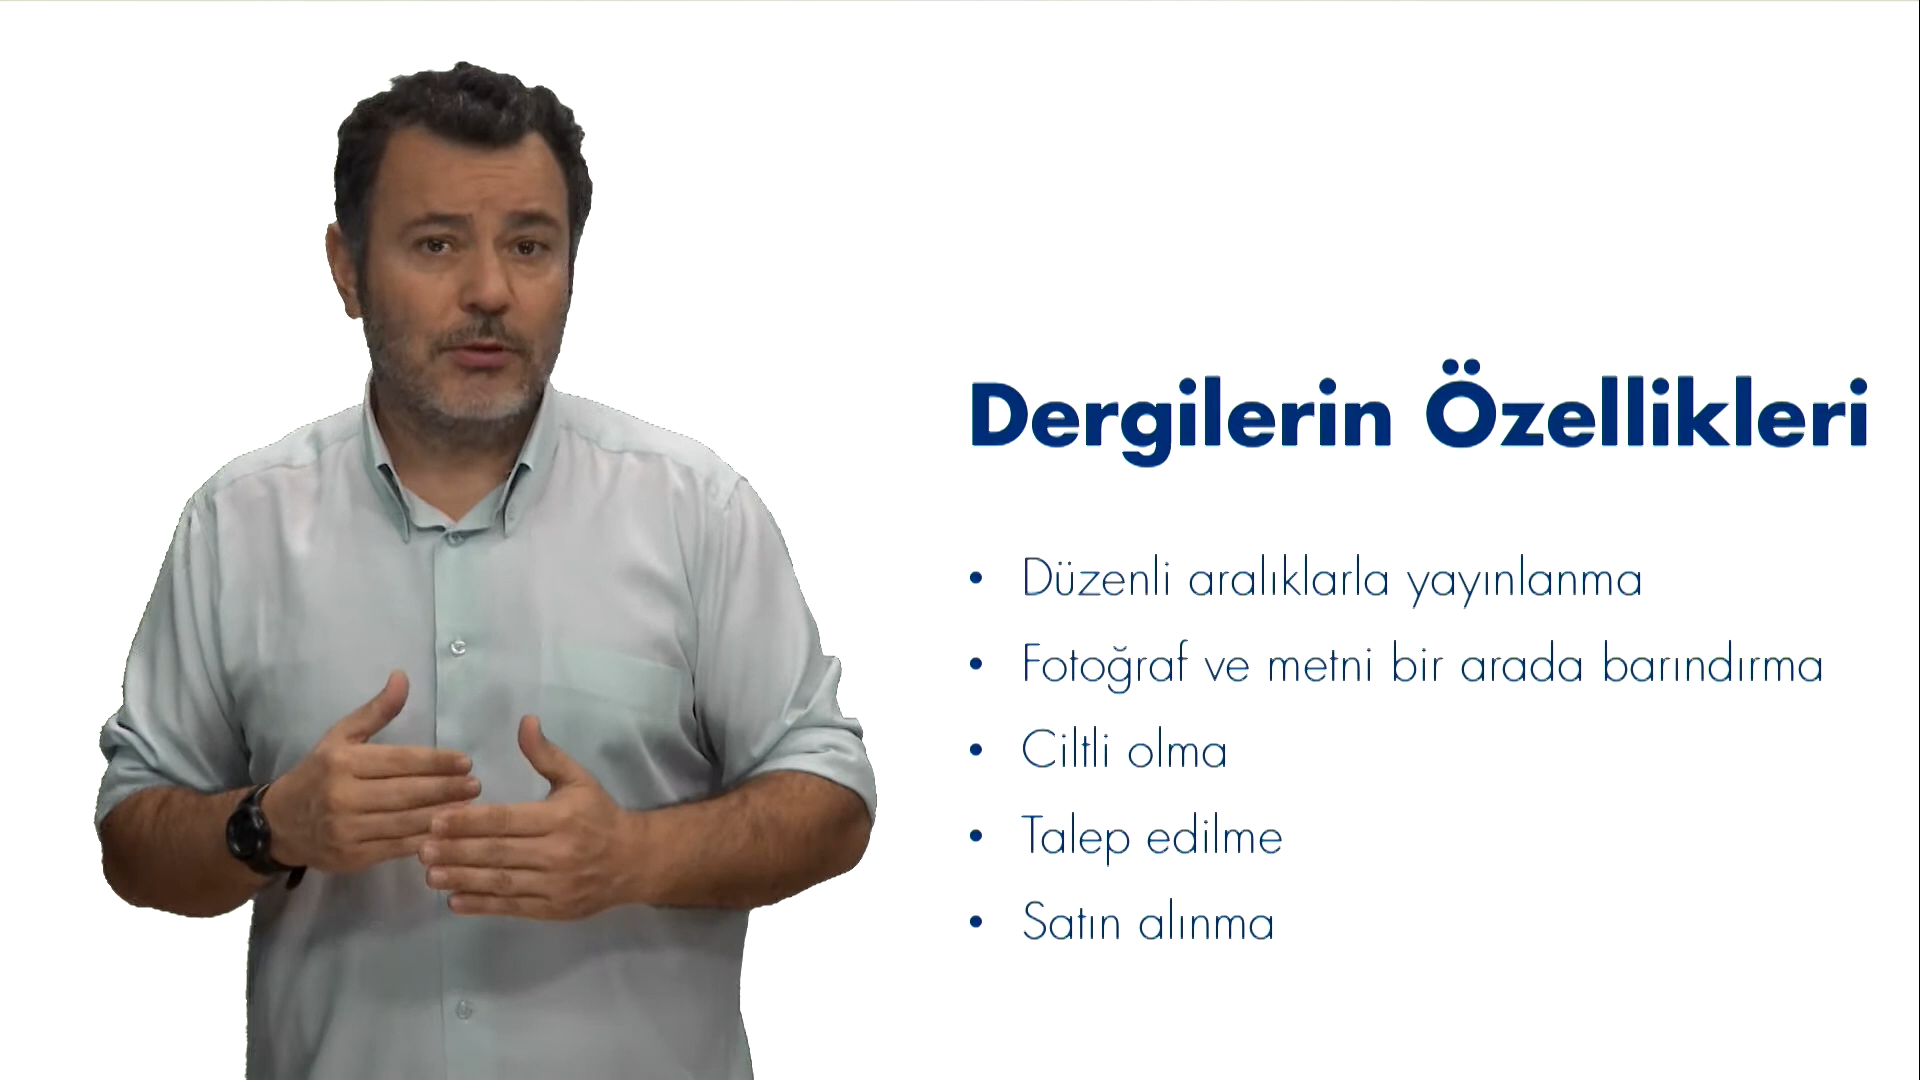 Dergilerin Özellikleri
• Düzenli aralıklarla yayınlanma
• Fotoğraf ve metni bir arada barındırma
• Ciltli olma
• Talep edilme
• Satın alınma